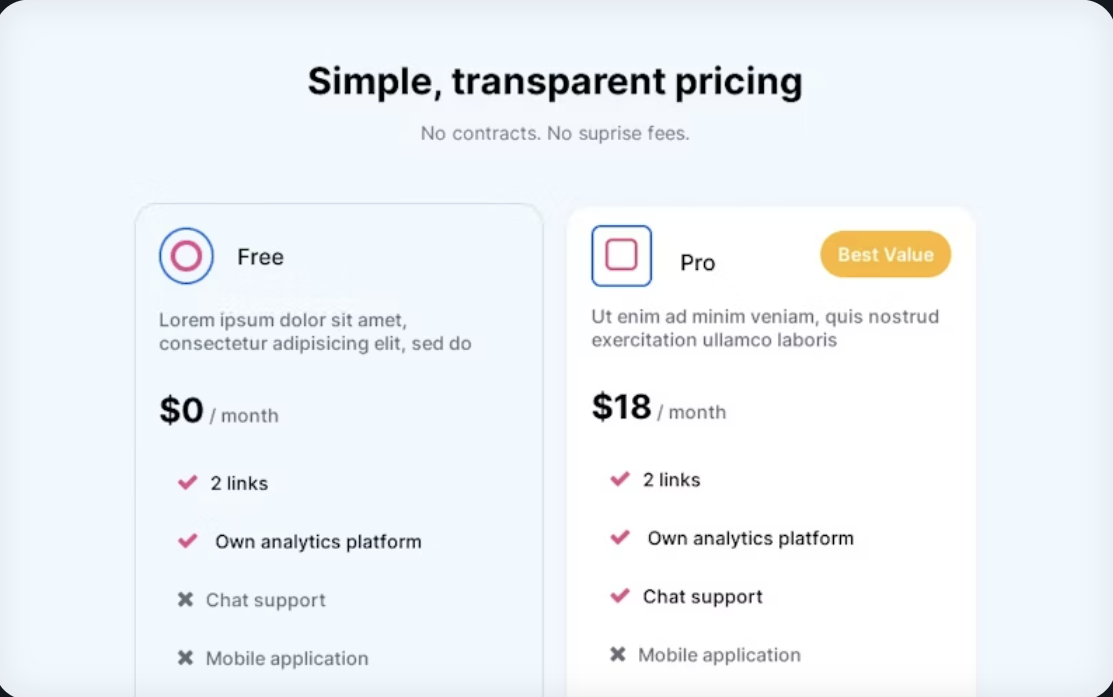 Simple, transparent pricing
No contracts. No suprise fees.
Free
Lorem ipsum dolor sit amet,
consectetur adipisicing elit, sed do
$0 / month
2 links
Own analytics platform
Chat support
Mobile application
Pro
Best Value
Ut enim ad minim veniam, quis nostrud
exercitation ullamco laboris
$18 / month
2 links
Own analytics platform
Chat support
Mobile application